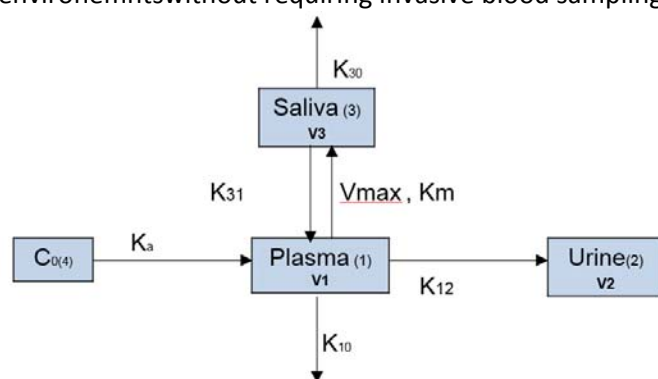 environemntswithout requiring invasive blood sampling
K30
Saliva (3)
V3
K31
Vmax , Km
Ka
C0(4)
Plasma (1)
V1
K12
Urine(2)
V2
K10